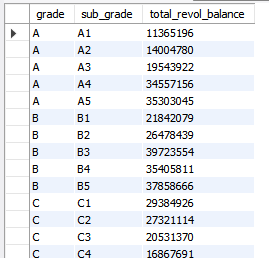 grade sub_grade total_revol_balance
A A1 11365196
A A2 14004780
A A3 19543922
A A4 34557156
A A5 35303045
B B1 21842079
B B2 26478439
B B3 39723554
B B4 35405811
B B5 37858666
C C1 29384926
C C2 27321114
C C3 20531370
C C4 16867691